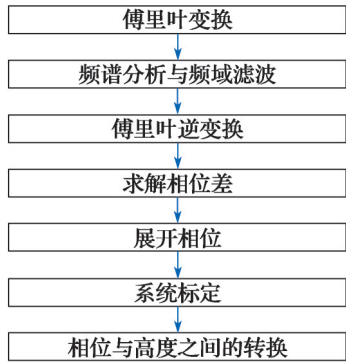 傅里叶变换
频谱分析与频域滤波
傅里叶逆变换
求解相位差
展开相位
系统标定
相位与高度之间的转换